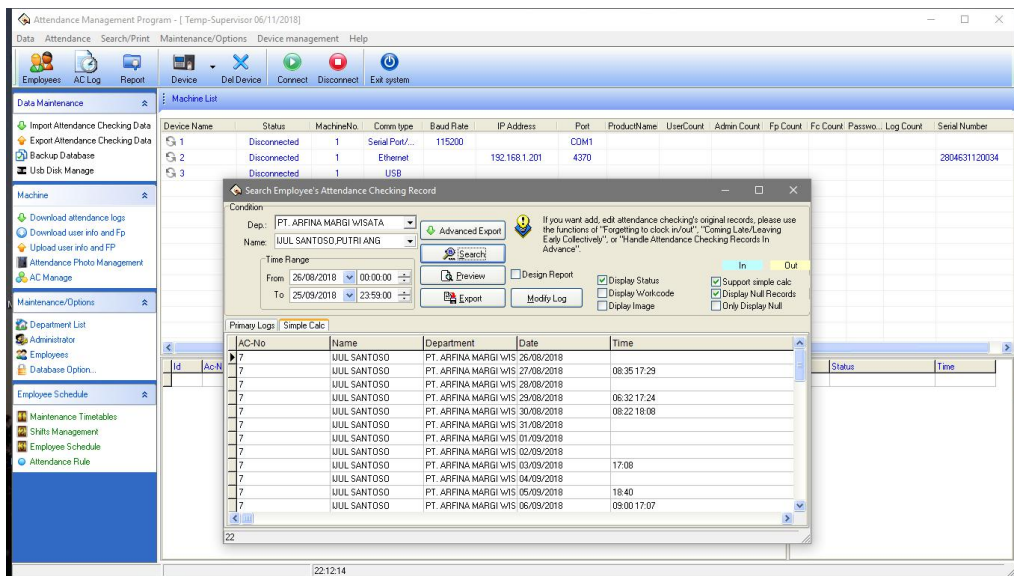 Attendance Management Program - [ Temp-Supervisor 06/11/2018]
Data Attendance Search/Print Maintenance/Options Device management Help
Employees AC Log Report Device Del Device Connect Disconnect Exit system
Data Maintenance
Import Attendance Checking Data
Export Attendance Checking Data
Backup Database
Usb Disk Manage
Machine
Download attendance logs
Download user info and Fp
Upload user info and FP
Attendance Photo Management
AC Manage
Maintenance/Options
Department List
Administrator
Employees
Database Option...
Employee Schedule
Maintenance Timetables
Shifts Management
Employee Schedule
Attendance Rule
Machine List
Device Name Status MachineNo. Comm type Baud Rate IP Address Port ProductName UserCount Admin Count Fp Count Fc Count Passwo... Log Count Serial Number
1 Disconnected 1 Serial Port/... 115200 COM1
2 Disconnected 1 Ethernet 192.168.1.201 4370 2804631120034
3 Disconnected 1 USB
Search Employee's Attendance Checking Record
Condition
Dep.: PT. ARFINA MARGI WISATA
Name: IJUL SANTOSO,PUTRI ANG
Time Range
From 26/08/2018 00:00:00
To 25/09/2018 23:59:00
Advanced Export
Search
Preview
Export
Design Report
Modify Log
If you want add, edit attendance checking's original records, please use
the functions of "Forgetting to clock in/out", "Coming Late/Leaving
Early Collectively", or "Handle Attendance Checking Records In
Advance".
In Out
Display Status
Display Workcode
Diplay Image
Support simple calc
Display Null Records
Only Display Null
Primary Logs Simple Calc
AC-No Name Department Date Time
7 IJUL SANTOSO PT. ARFINA MARGI WIS 26/08/2018
7 IJUL SANTOSO PT. ARFINA MARGI WIS 27/08/2018 08:35 17:29
7 IJUL SANTOSO PT. ARFINA MARGI WIS 28/08/2018
7 IJUL SANTOSO PT. ARFINA MARGI WIS 29/08/2018 06:32 17:24
7 IJUL SANTOSO PT. ARFINA MARGI WIS 30/08/2018 08:22 18:08
7 IJUL SANTOSO PT. ARFINA MARGI WIS 31/08/2018
7 IJUL SANTOSO PT. ARFINA MARGI WIS 01/09/2018
7 IJUL SANTOSO PT. ARFINA MARGI WIS 02/09/2018
7 IJUL SANTOSO PT. ARFINA MARGI WIS 03/09/2018 17:08
7 IJUL SANTOSO PT. ARFINA MARGI WIS 04/09/2018
7 IJUL SANTOSO PT. ARFINA MARGI WIS 05/09/2018 18:40
7 IJUL SANTOSO PT. ARFINA MARGI WIS 06/09/2018 09:00 17:07
22
Id Ac-N
Status Time
22:12:14